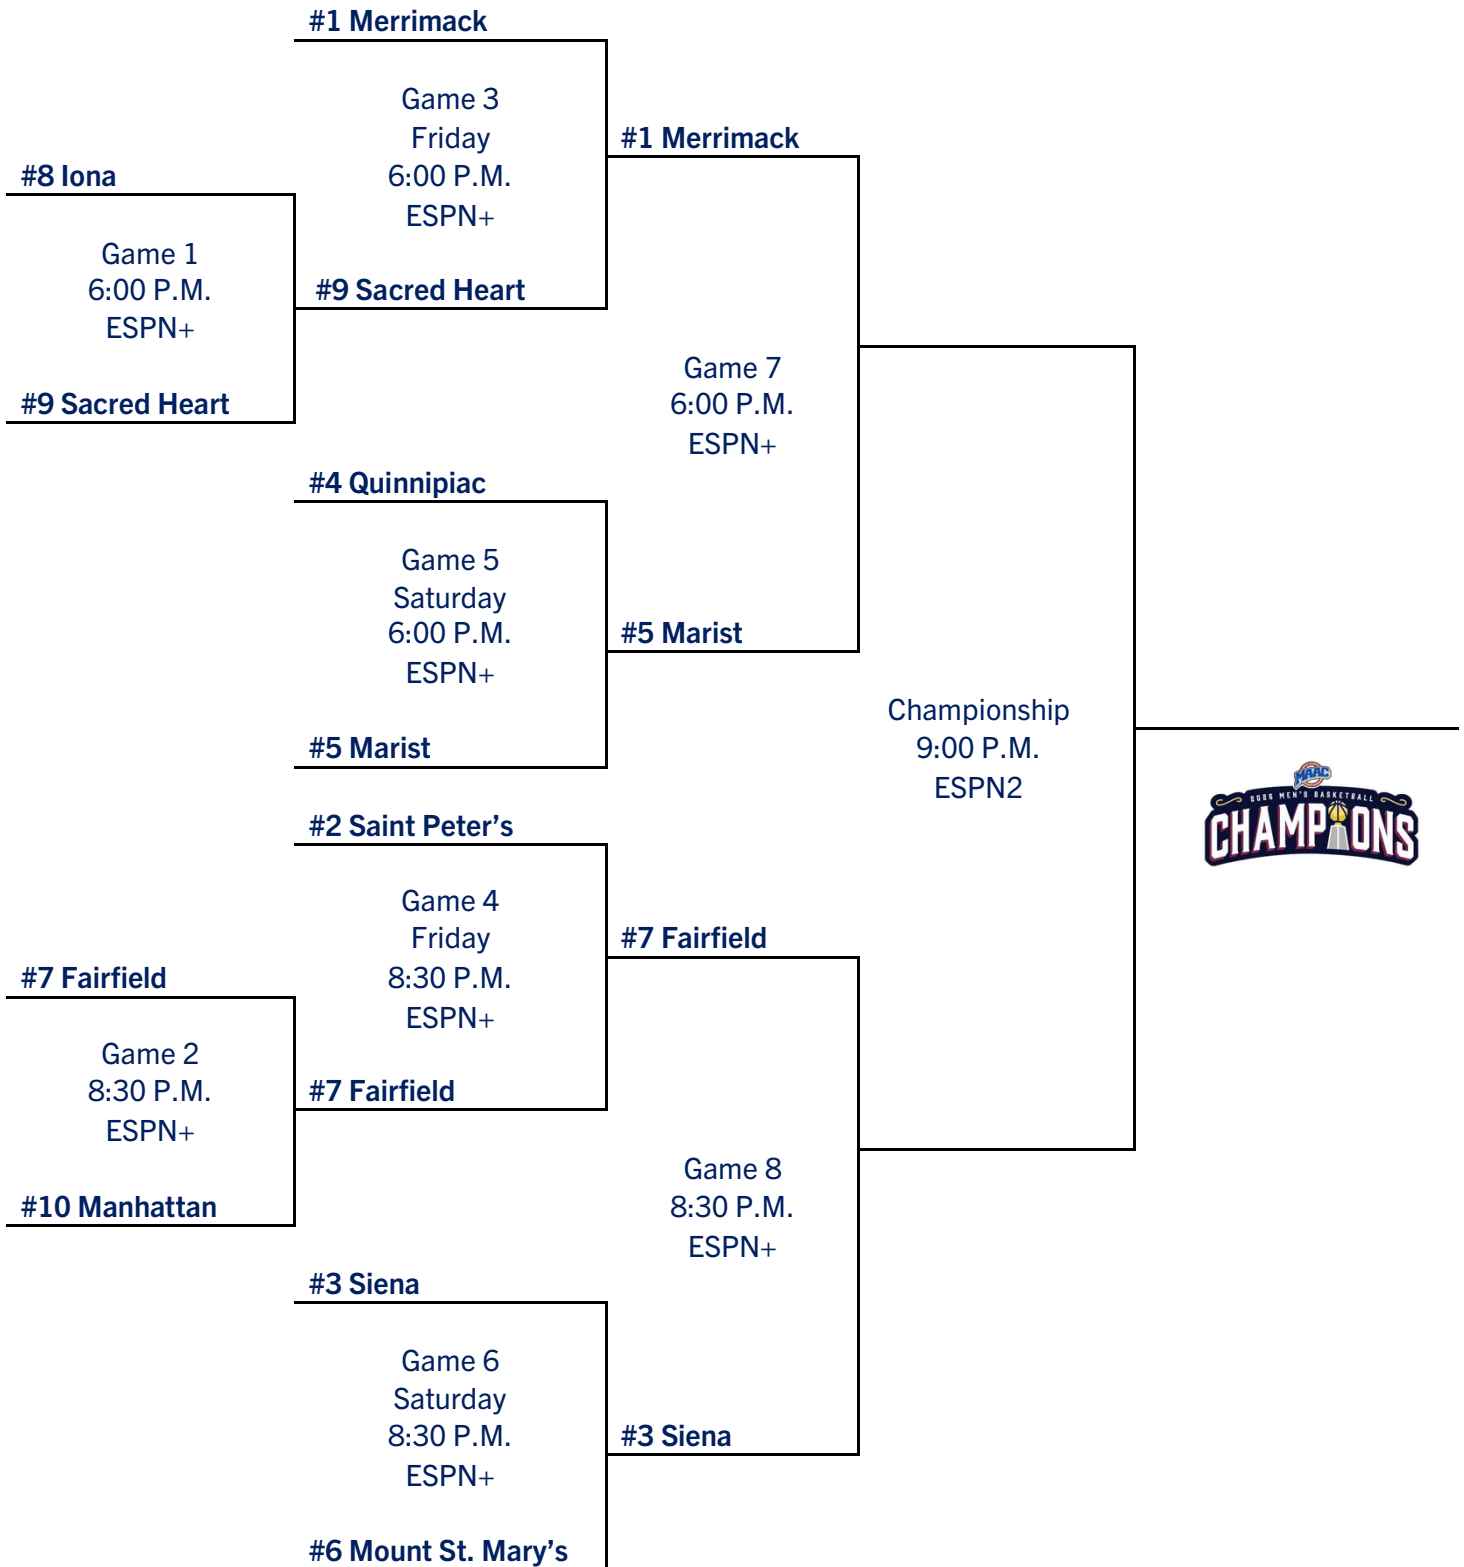 #1 Merrimack
Game 3
Friday
6:00 P.M.
ESPN+
#1 Merrimack
#8 Iona
Game 1
6:00 P.M.
ESPN+
#9 Sacred Heart
#9 Sacred Heart
Game 7
6:00 P.M.
ESPN+
#4 Quinnipiac
Game 5
Saturday
6:00 P.M.
ESPN+
#5 Marist
#5 Marist
Championship
9:00 P.M.
ESPN2
MAAC
2026 MEN'S BASKETBALL
CHAMPIONS
#2 Saint Peter’s
Game 4
Friday
8:30 P.M.
ESPN+
#7 Fairfield
#7 Fairfield
Game 2
8:30 P.M.
ESPN+
#7 Fairfield
#10 Manhattan
Game 8
8:30 P.M.
ESPN+
#3 Siena
Game 6
Saturday
8:30 P.M.
ESPN+
#3 Siena
#6 Mount St. Mary’s